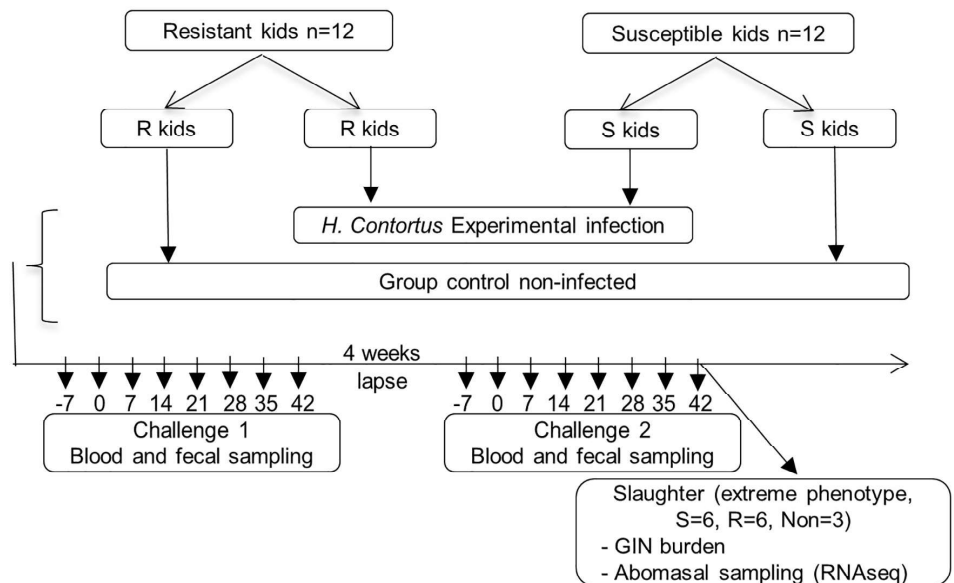 Resistant kids n=12
Susceptible kids n=12
R kids
R kids
S kids
S kids
H. Contortus Experimental infection
Group control non-infected
4 weeks
lapse
-7 0 7 14 21 28 35 42
-7 0 7 14 21 28 35 42
Challenge 1
Blood and fecal sampling
Challenge 2
Blood and fecal sampling
Slaughter (extreme phenotype,
S=6, R=6, Non=3)
- GIN burden
- Abomasal sampling (RNAseq)